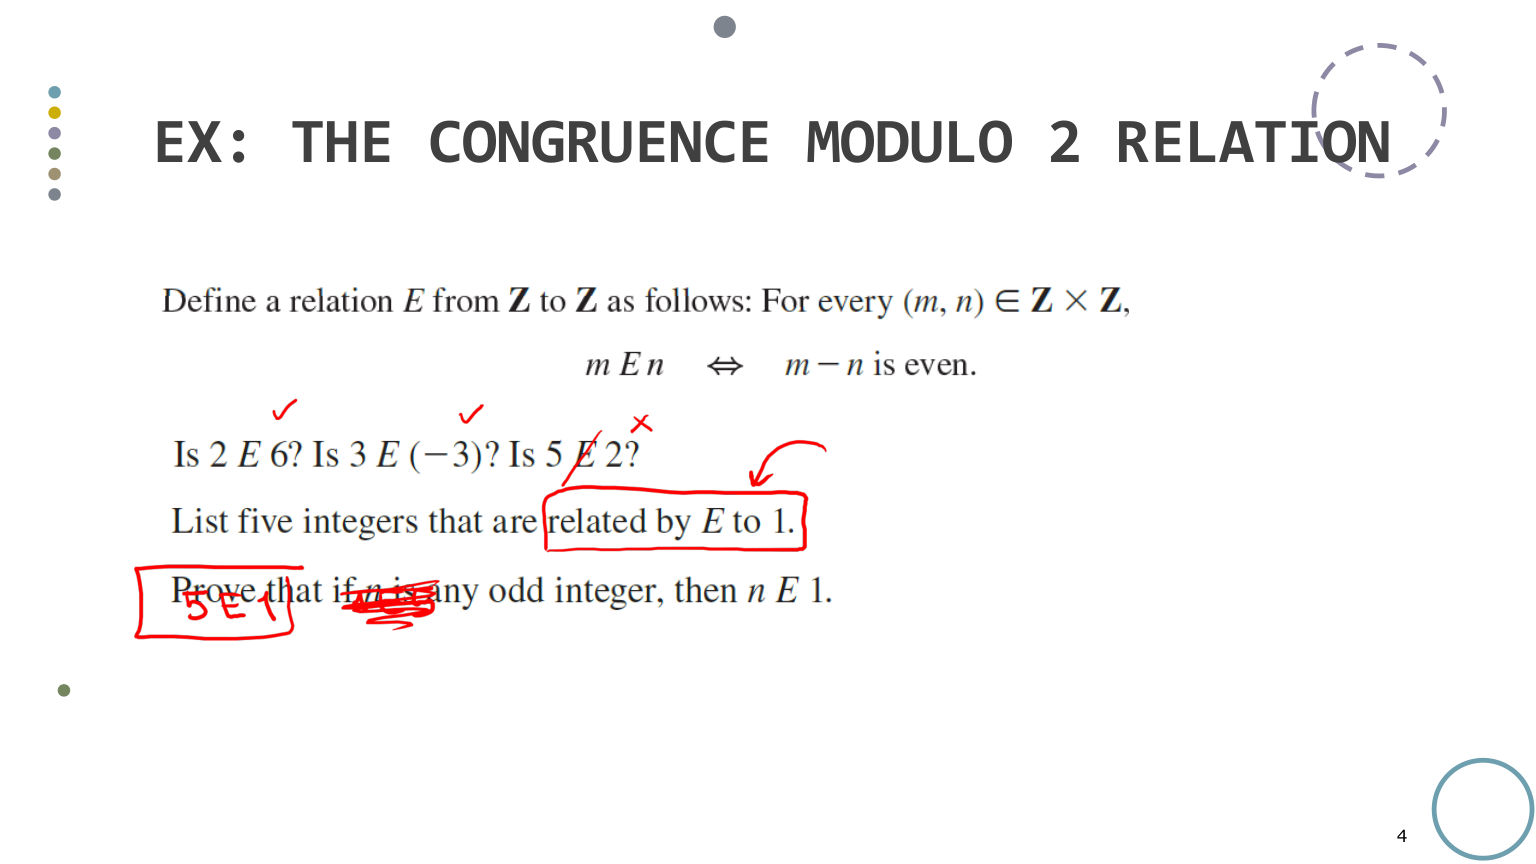 EX: THE CONGRUENCE MODULO 2 RELATION
Define a relation E from Z to Z as follows: For every (m, n) ∈ Z × Z,
m E n ⇔ m − n is even.
Is 2 E 6? Is 3 E (−3)? Is 5 E 2?
List five integers that are related by E to 1.
Prove that if n is any odd integer, then n E 1.
5 E 1
4